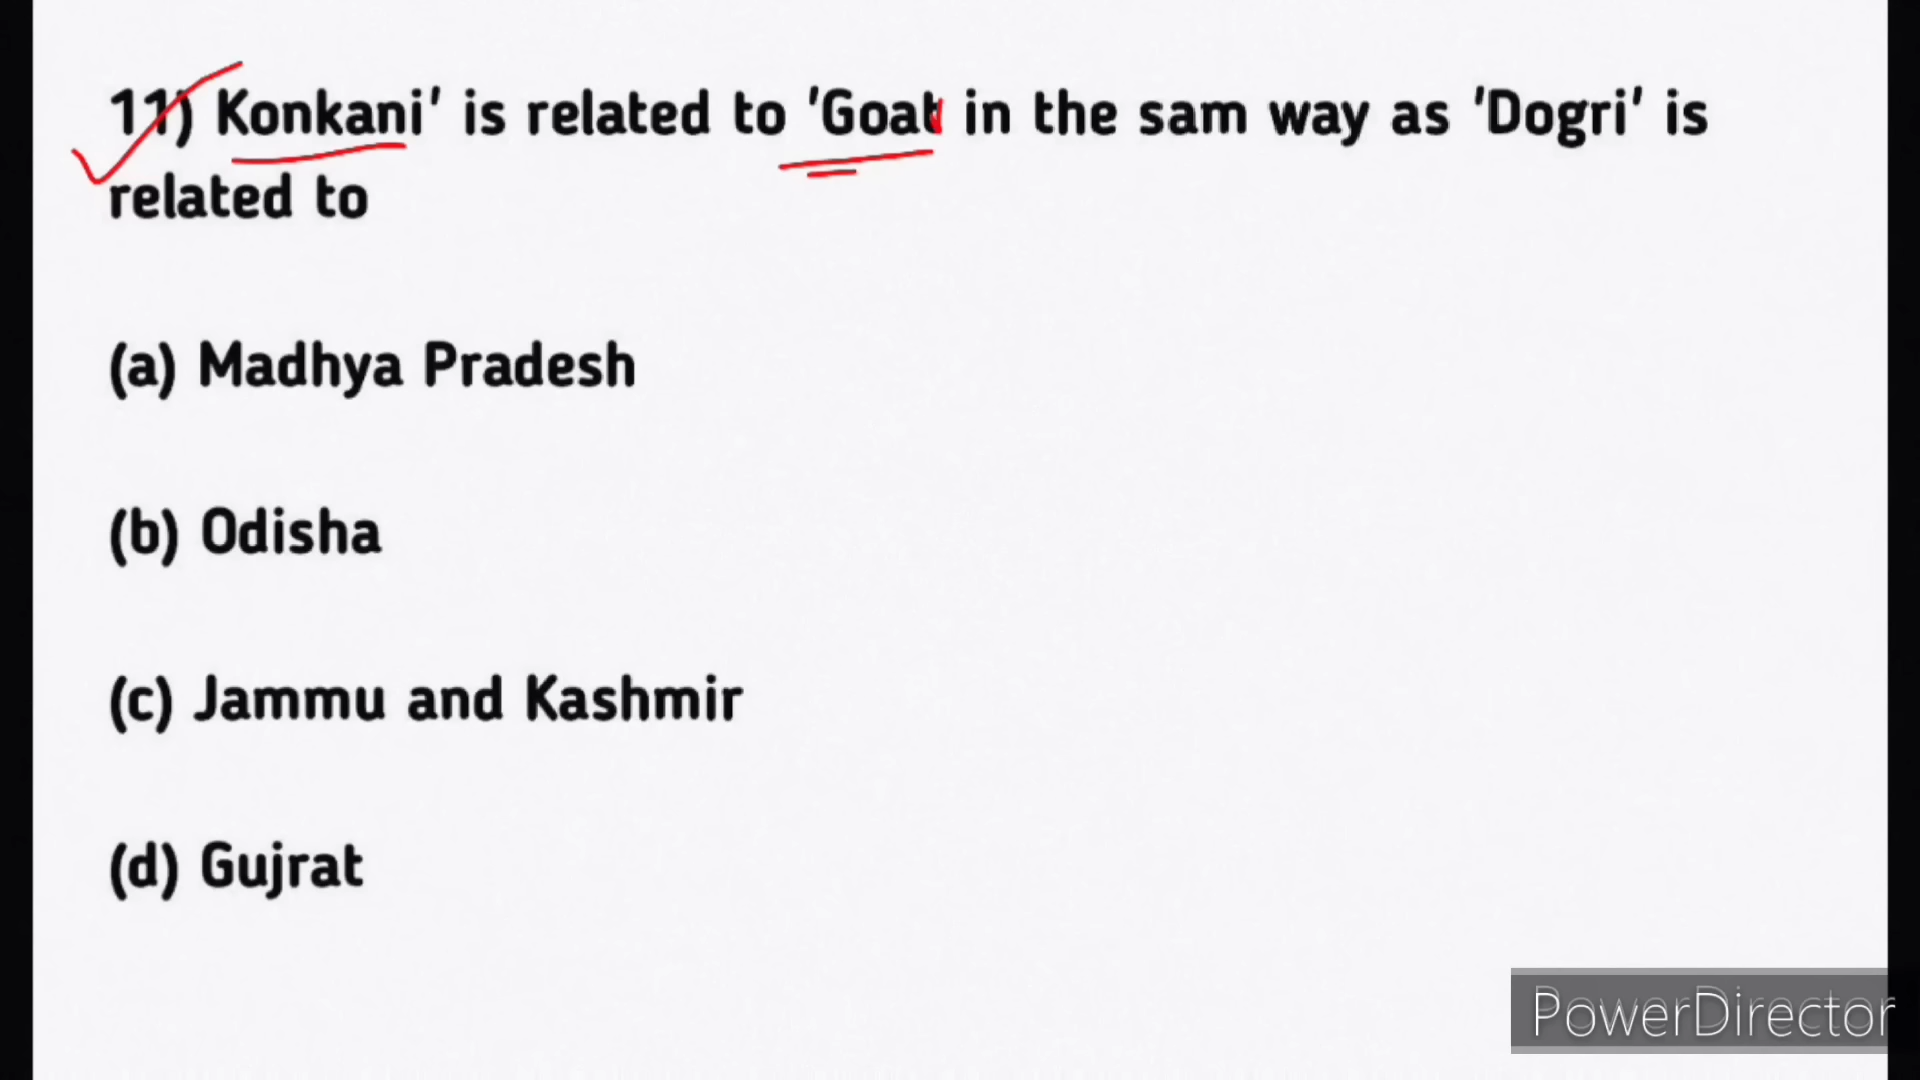 11) Konkani' is related to 'Goat in the sam way as 'Dogri' is
related to
(a) Madhya Pradesh
(b) Odisha
(c) Jammu and Kashmir
(d) Gujrat
PowerDirector